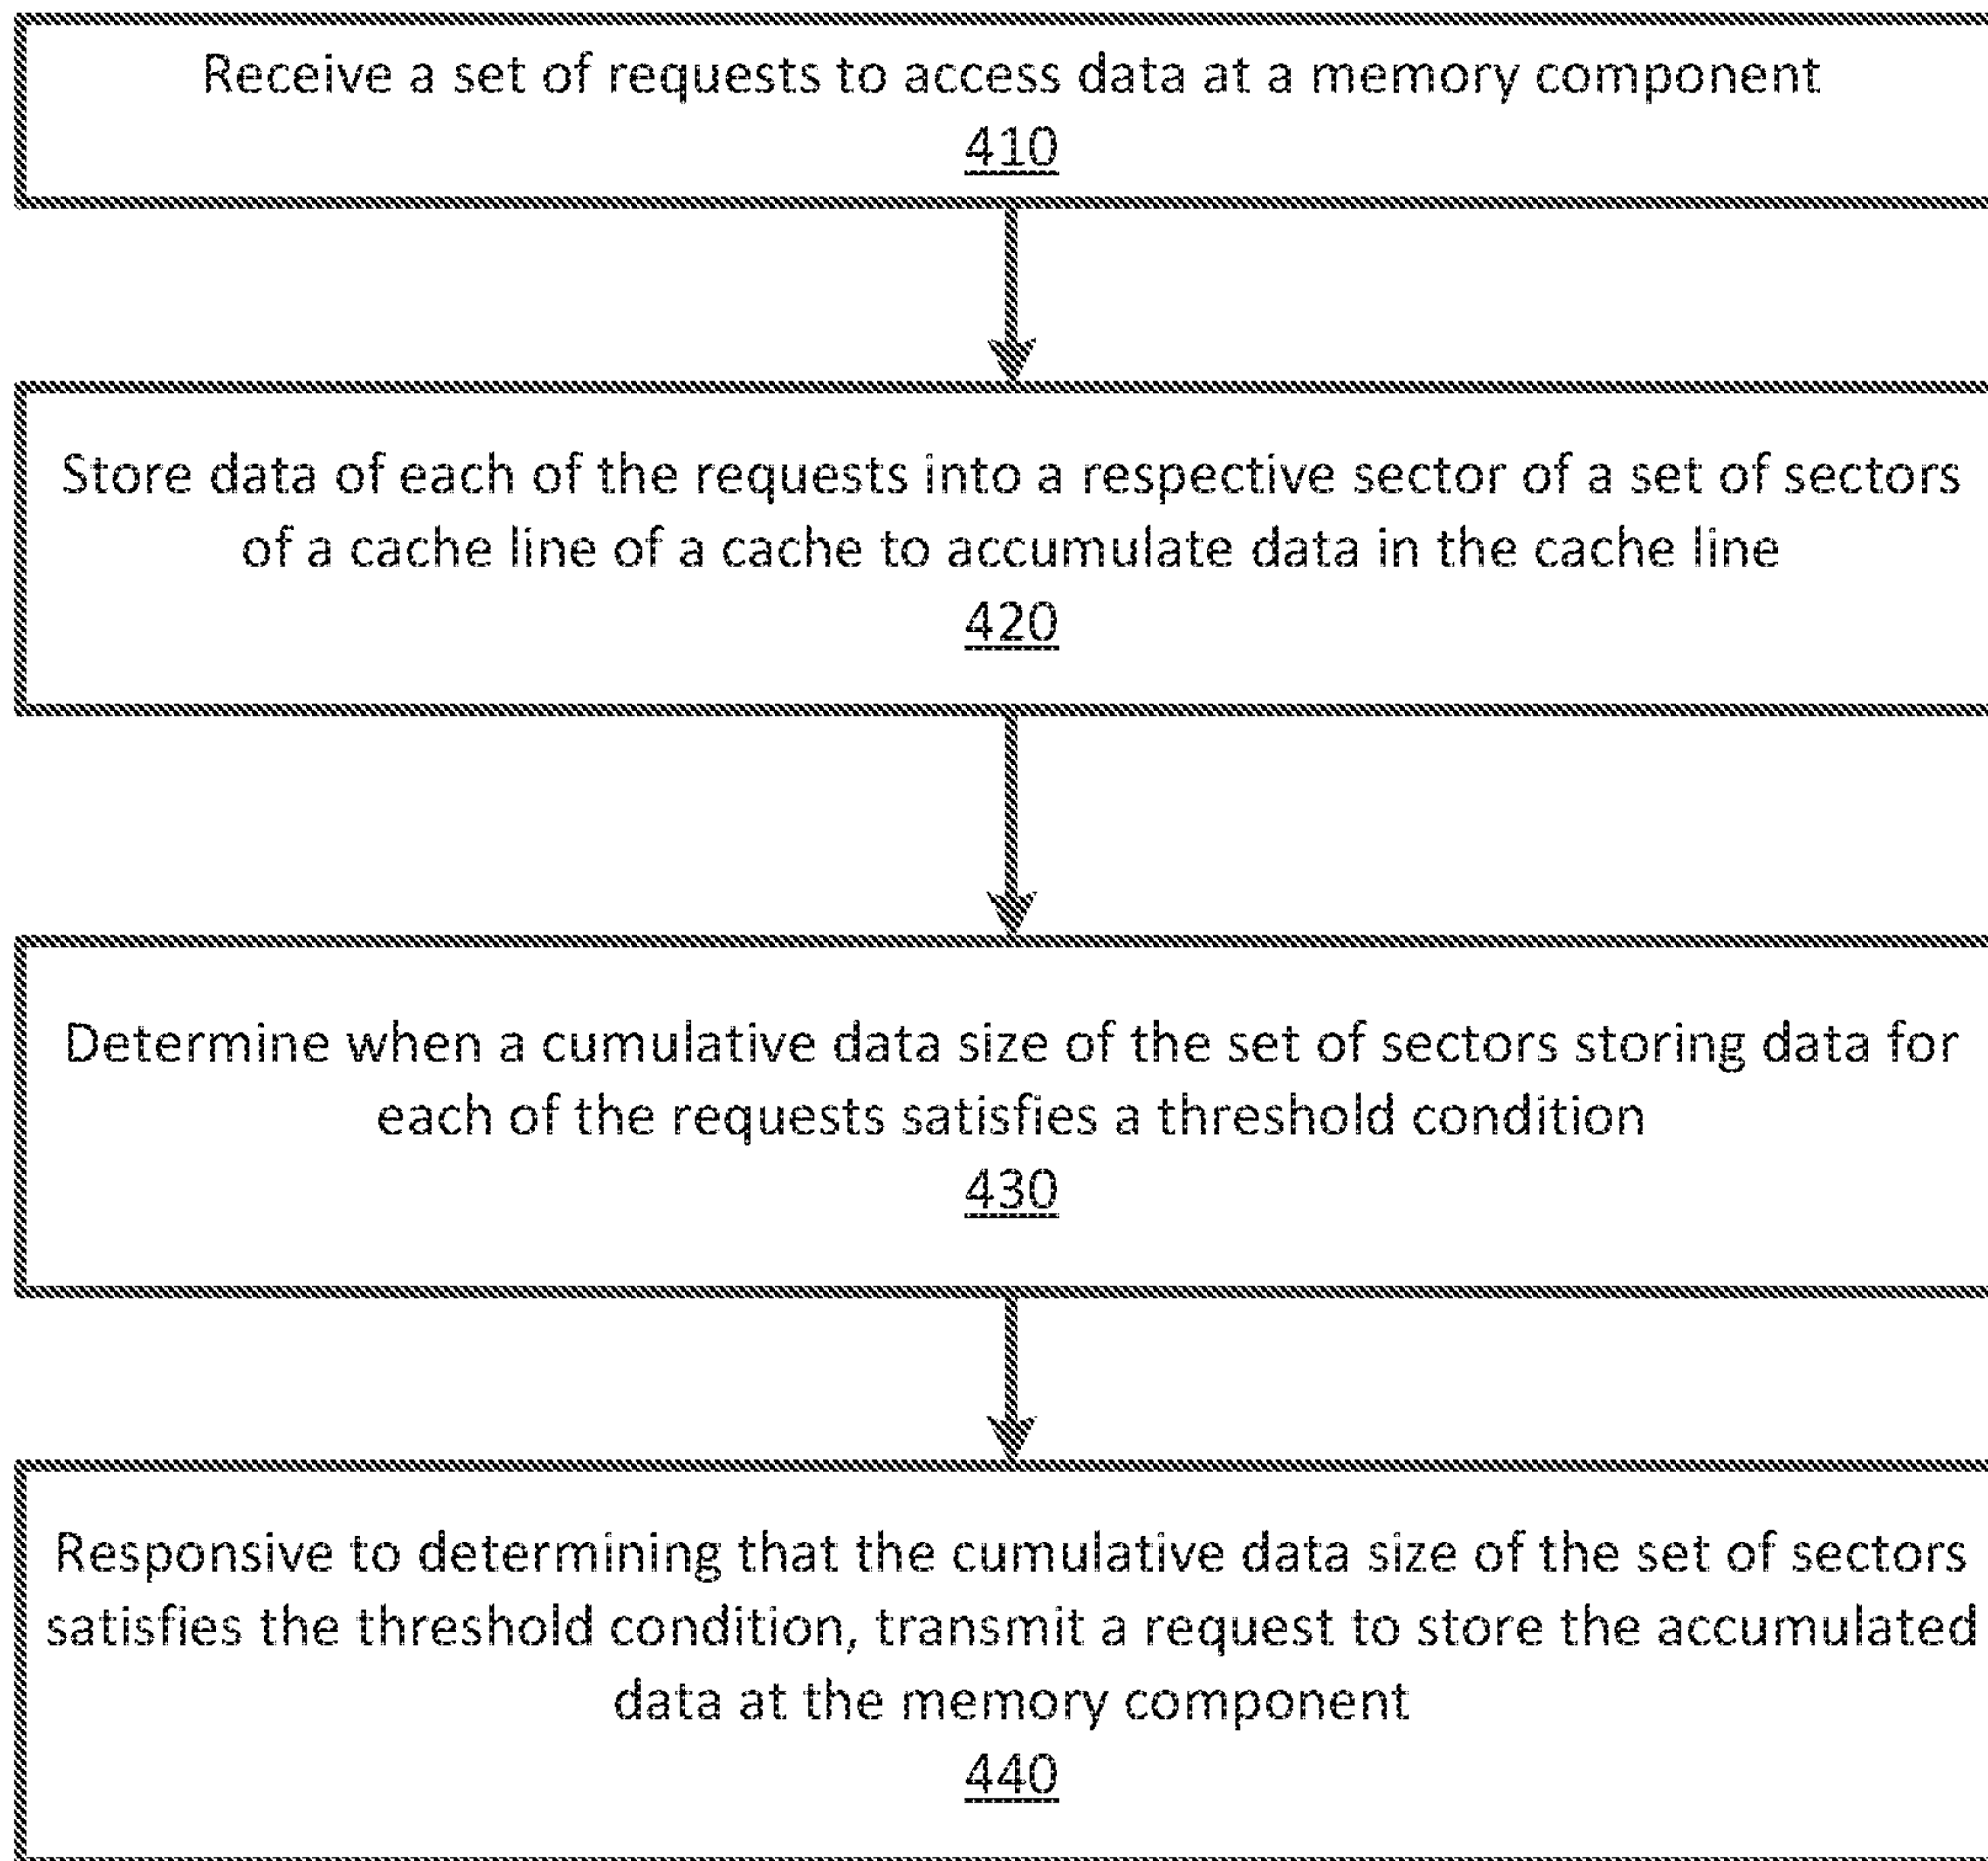 Receive a set of requests to access data at a memory component
410
Store data of each of the requests into a respective sector of a set of sectors
of a cache line of a cache to accumulate data in the cache line
420
Determine when a cumulative data size of the set of sectors storing data for
each of the requests satisfies a threshold condition
430
Responsive to determining that the cumulative data size of the set of sectors
satisfies the threshold condition, transmit a request to store the accumulated
data at the memory component
440